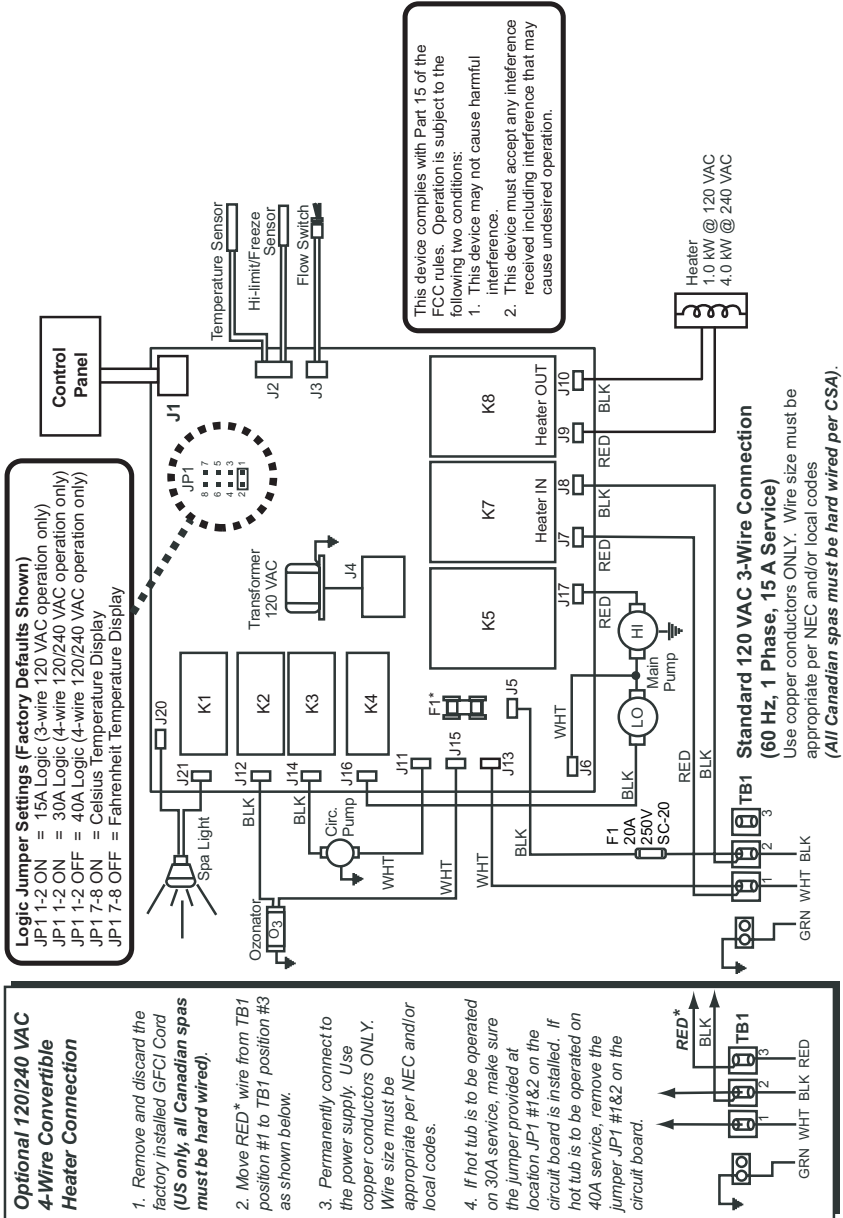 Optional 120/240 VAC
4-Wire Convertible
Heater Connection
1. Remove and discard the
factory installed GFCI Cord
(US only, all Canadian spas
must be hard wired).
2. Move RED* wire from TB1
position #1 to TB1 position #3
as shown below.
3. Permanently connect to
the power supply. Use
copper conductors ONLY.
Wire size must be
appropriate per NEC and/or
local codes.
4. If hot tub is to be operated
on 30A service, make sure
the jumper provided at
location JP1 #1&2 on the
circuit board is installed. If
hot tub is to be operated on
40A service, remove the
jumper JP1 #1&2 on the
circuit board.
RED*
BLK
TB1
1
2
3
GRN WHT BLK RED
Logic Jumper Settings (Factory Defaults Shown)
JP1 1-2 ON = 15A Logic (3-wire 120 VAC operation only)
JP1 1-2 ON = 30A Logic (4-wire 120/240 VAC operation only)
JP1 1-2 OFF = 40A Logic (4-wire 120/240 VAC operation only)
JP1 7-8 ON = Celsius Temperature Display
JP1 7-8 OFF = Fahrenheit Temperature Display
Control
Panel
J1
JP1
8 7
6 5
4 3
2 1
Temperature Sensor
Hi-limit/Freeze
Sensor
Flow Switch
J2
J3
Spa Light
J20
J21
Transformer
120 VAC
J4
K1
K2
K3
K4
K5
K7
K8
Ozonator
O3
J12
BLK
J14
BLK
Circ.
Pump
J16
J11
WHT
F1*
J15
WHT
J13
WHT
J5
BLK
J6
WHT
BLK
LO
HI
Main
Pump
J17
RED
Heater IN
J7
RED
J8
BLK
Heater OUT
J9
RED
J10
BLK
RED
BLK
F1
20A
250V
SC-20
TB1
1
2
3
GRN WHT BLK
Heater
1.0 kW @ 120 VAC
4.0 kW @ 240 VAC
This device complies with Part 15 of the
FCC rules. Operation is subject to the
following two conditions:
1. This device may not cause harmful
interference.
2. This device must accept any inteference
received including interference that may
cause undesired operation.
Standard 120 VAC 3-Wire Connection
(60 Hz, 1 Phase, 15 A Service)
Use copper conductors ONLY. Wire size must be
appropriate per NEC and/or local codes
(All Canadian spas must be hard wired per CSA).